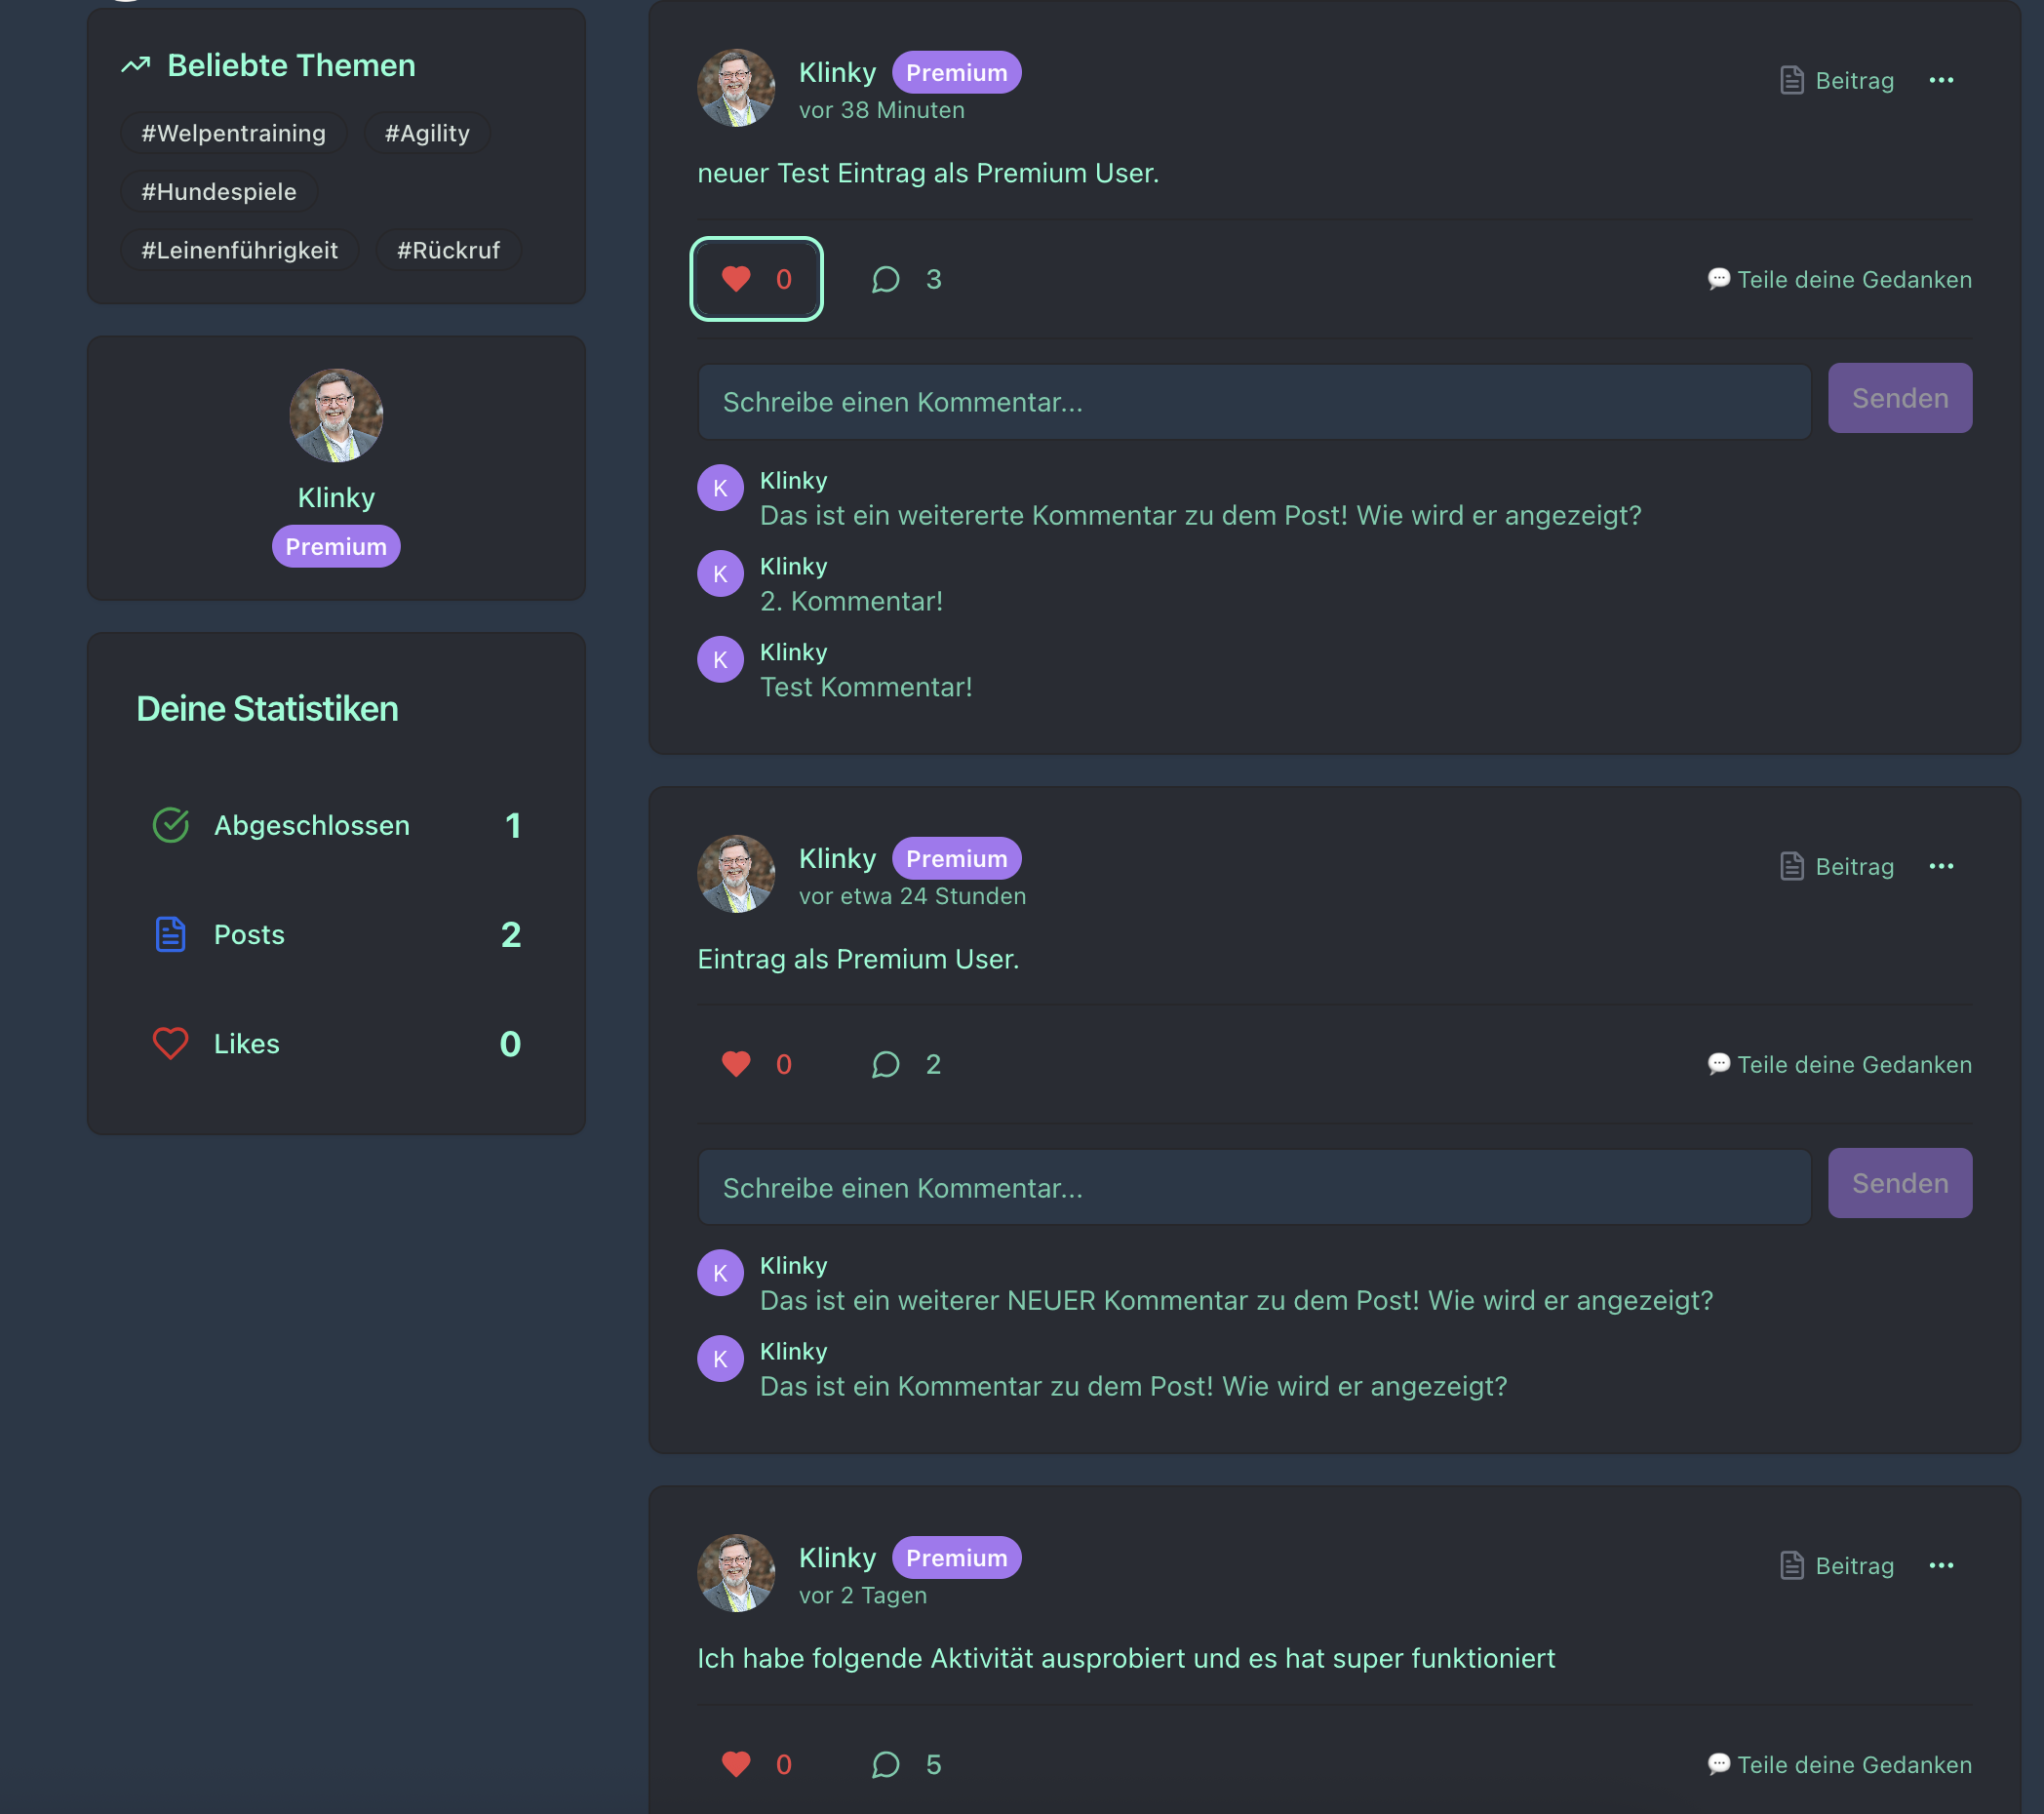 Beliebte Themen
#Welpentraining #Agility
#Hundespiele
#Leinenführigkeit #Rückruf
Klinky
Premium
Deine Statistiken
Abgeschlossen 1
Posts 2
Likes 0
Klinky Premium
vor 38 Minuten
Beitrag
neuer Test Eintrag als Premium User.
0 3 Teile deine Gedanken
Schreibe einen Kommentar... Senden
K Klinky
Das ist ein weitererte Kommentar zu dem Post! Wie wird er angezeigt?
K Klinky
2. Kommentar!
K Klinky
Test Kommentar!
Klinky Premium
vor etwa 24 Stunden
Beitrag
Eintrag als Premium User.
0 2 Teile deine Gedanken
Schreibe einen Kommentar... Senden
K Klinky
Das ist ein weiterer NEUER Kommentar zu dem Post! Wie wird er angezeigt?
K Klinky
Das ist ein Kommentar zu dem Post! Wie wird er angezeigt?
Klinky Premium
vor 2 Tagen
Beitrag
Ich habe folgende Aktivität ausprobiert und es hat super funktioniert
0 5 Teile deine Gedanken